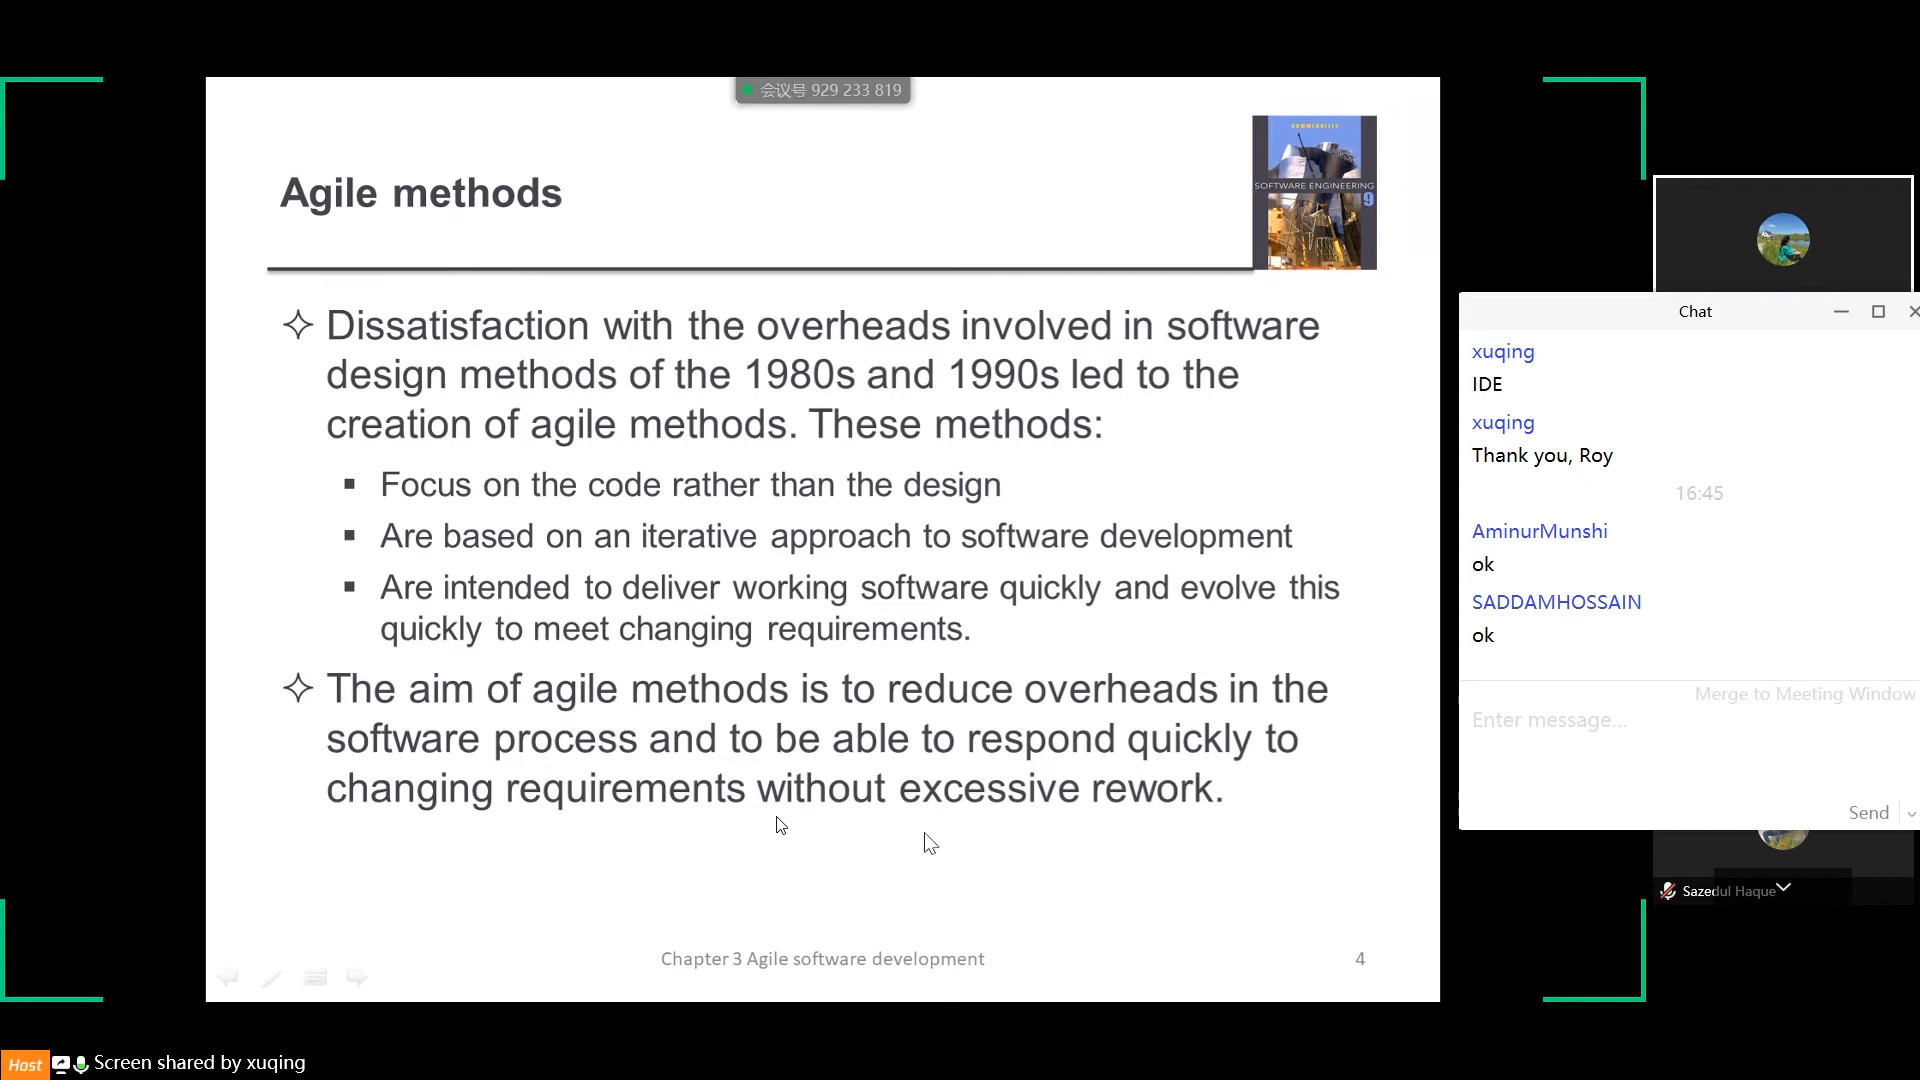 会议号 929 233 819
Agile methods
SOMMERVILLE
SOFTWARE ENGINEERING
9
Dissatisfaction with the overheads involved in software
design methods of the 1980s and 1990s led to the
creation of agile methods. These methods:
Focus on the code rather than the design
Are based on an iterative approach to software development
Are intended to deliver working software quickly and evolve this
quickly to meet changing requirements.
The aim of agile methods is to reduce overheads in the
software process and to be able to respond quickly to
changing requirements without excessive rework.
Chapter 3 Agile software development
4
Chat
xuqing
IDE
xuqing
Thank you, Roy
16:45
AminurMunshi
ok
SADDAMHOSSAIN
ok
Merge to Meeting Window
Enter message...
Send
Sazedul Haque
Host Screen shared by xuqing